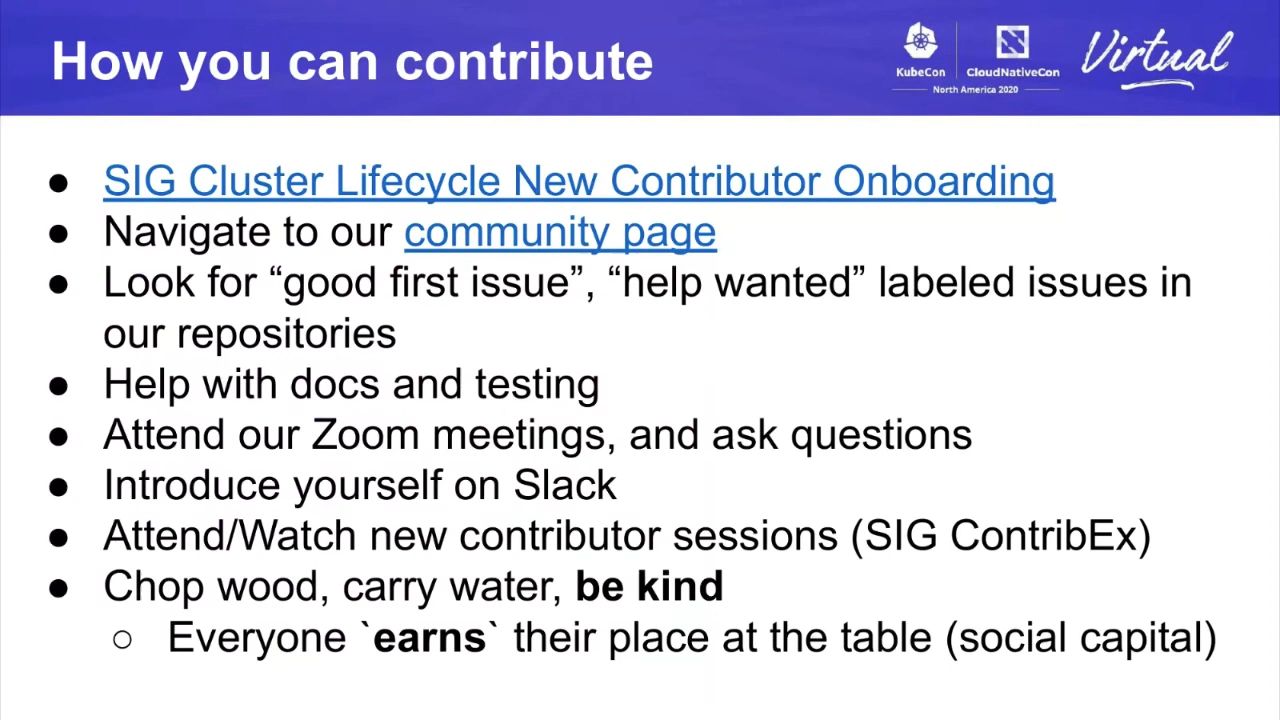 How you can contribute
KubeCon
CloudNativeCon
North America 2020
Virtual
● SIG Cluster Lifecycle New Contributor Onboarding
● Navigate to our community page
● Look for “good first issue”, “help wanted” labeled issues in
our repositories
● Help with docs and testing
● Attend our Zoom meetings, and ask questions
● Introduce yourself on Slack
● Attend/Watch new contributor sessions (SIG ContribEx)
● Chop wood, carry water, be kind
○ Everyone `earns` their place at the table (social capital)